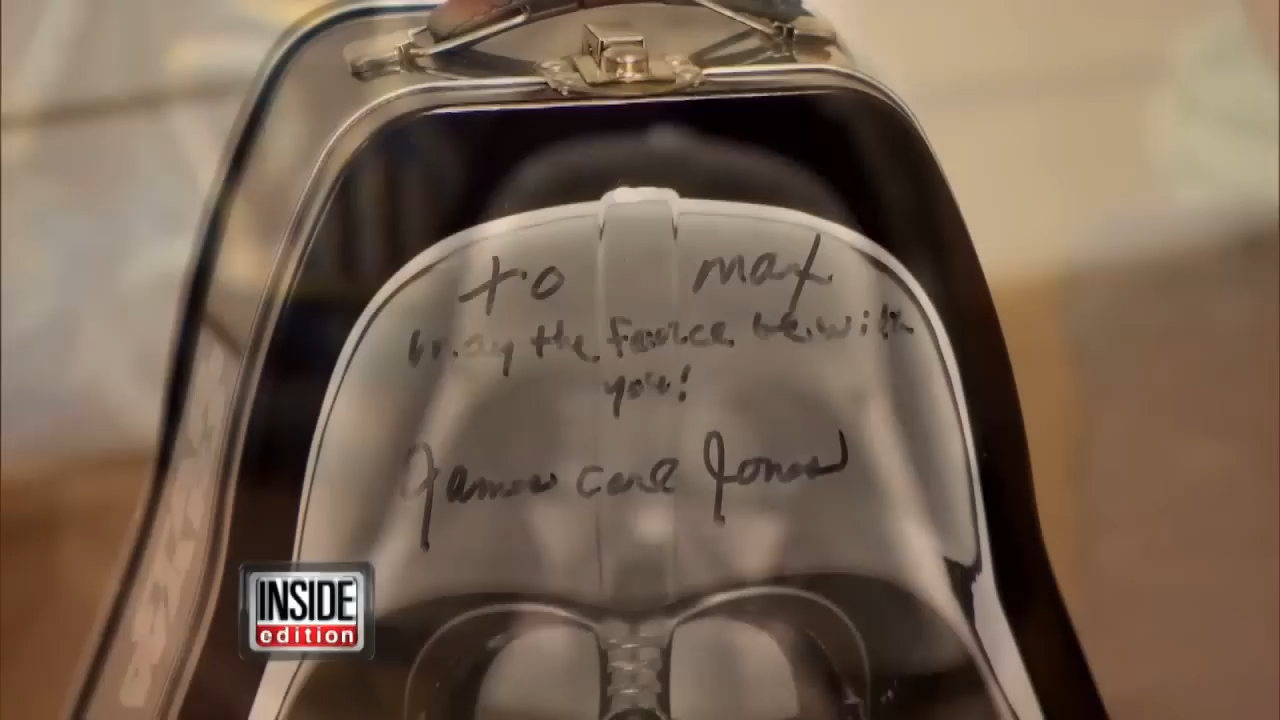 to max
may the force be with
you!
James earl Jones
INSIDE
edition